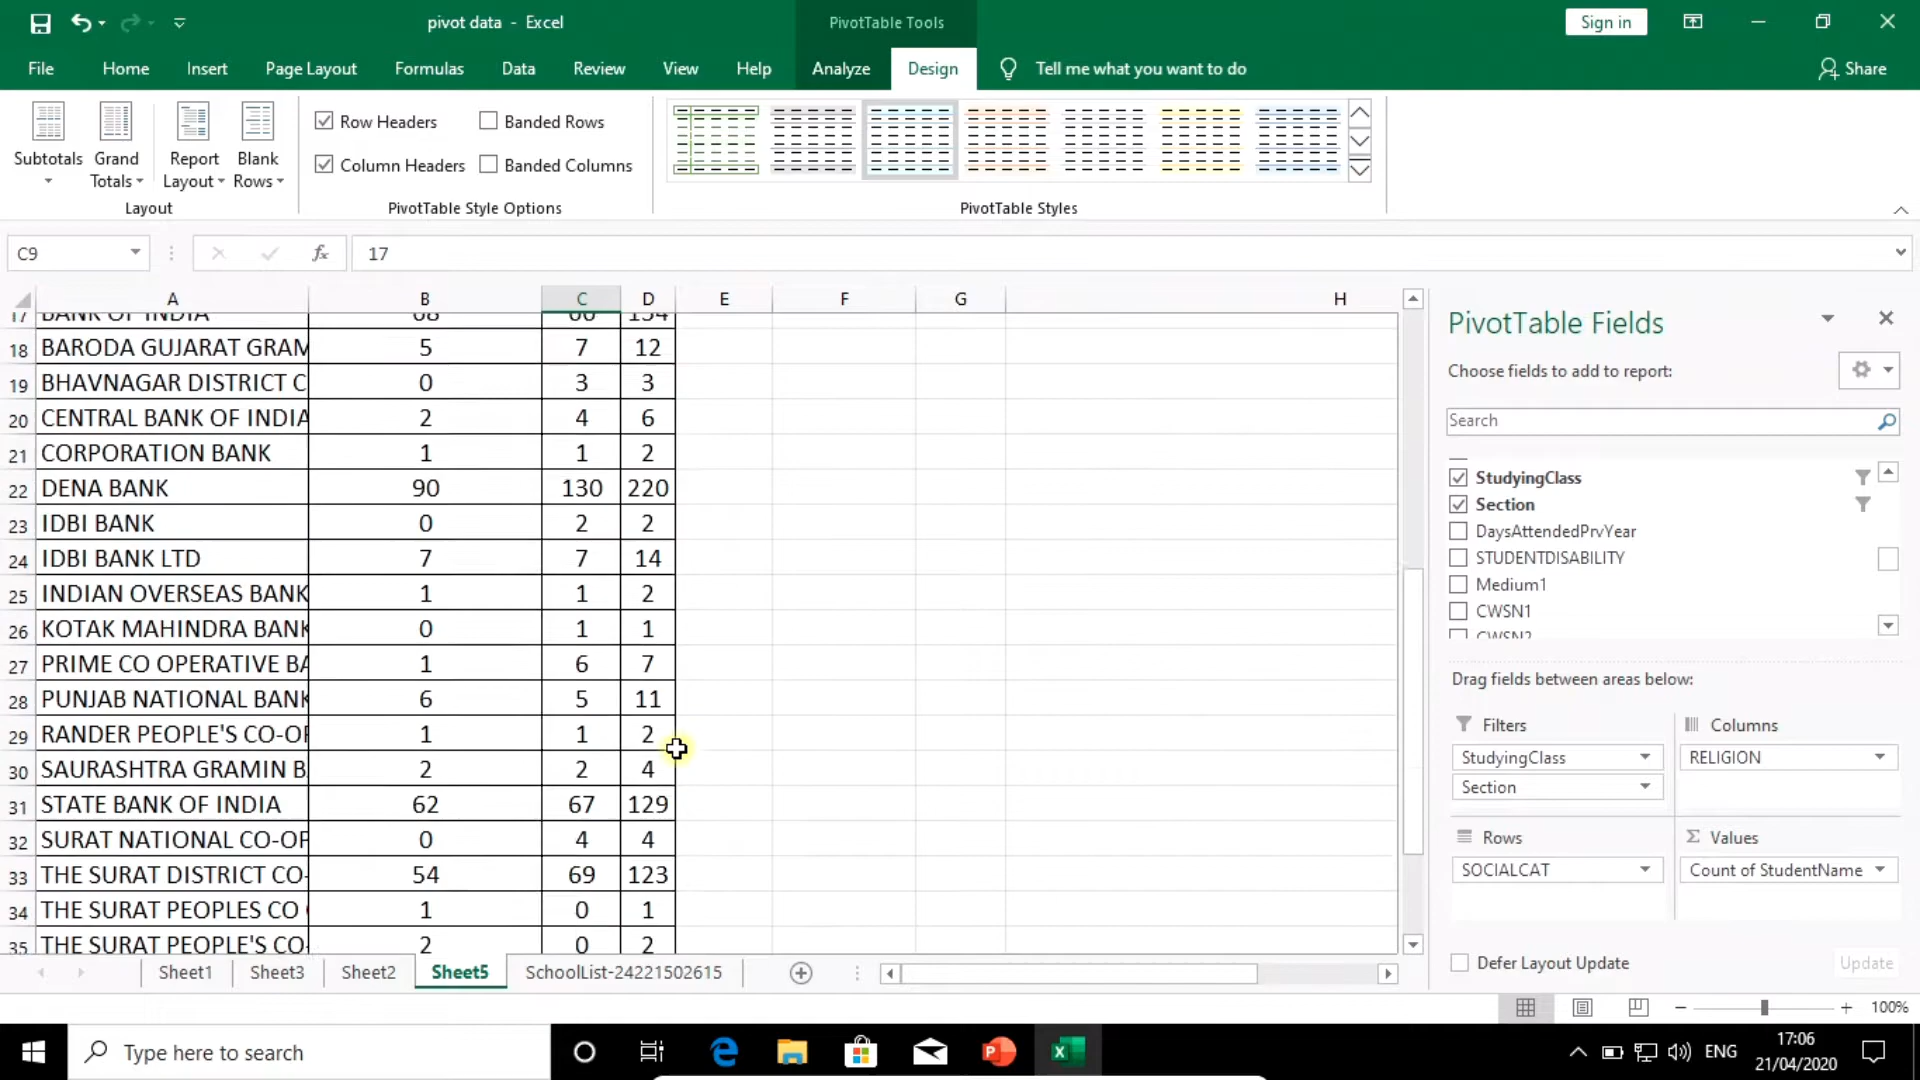 pivot data - Excel
PivotTable Tools
Sign in
File Home Insert Page Layout Formulas Data Review View Help Analyze Design Tell me what you want to do Share
Subtotals
Grand Totals
Report Layout
Blank Rows
Layout
Row Headers
Banded Rows
Column Headers
Banded Columns
PivotTable Style Options
PivotTable Styles
C9 fx 17
A B C D E F G H
17 BANK OF INDIA 68 66 134
18 BARODA GUJARAT GRAM 5 7 12
19 BHAVNAGAR DISTRICT C 0 3 3
20 CENTRAL BANK OF INDIA 2 4 6
21 CORPORATION BANK 1 1 2
22 DENA BANK 90 130 220
23 IDBI BANK 0 2 2
24 IDBI BANK LTD 7 7 14
25 INDIAN OVERSEAS BANK 1 1 2
26 KOTAK MAHINDRA BANK 0 1 1
27 PRIME CO OPERATIVE BA 1 6 7
28 PUNJAB NATIONAL BANK 6 5 11
29 RANDER PEOPLE'S CO-OP 1 1 2
30 SAURASHTRA GRAMIN B 2 2 4
31 STATE BANK OF INDIA 62 67 129
32 SURAT NATIONAL CO-OP 0 4 4
33 THE SURAT DISTRICT CO- 54 69 123
34 THE SURAT PEOPLES CO 1 0 1
35 THE SURAT PEOPLE'S CO- 2 0 2
Sheet1 Sheet3 Sheet2 Sheet5 SchoolList-24221502615
PivotTable Fields
Choose fields to add to report:
Search
StudyingClass
Section
DaysAttendedPrvYear
STUDENTDISABILITY
Medium1
CWSN1
CWSN2
Drag fields between areas below:
Filters
StudyingClass
Section
Columns
RELIGION
Rows
SOCIALCAT
Values
Count of StudentName
Defer Layout Update Update
100%
Type here to search
ENG
17:06
21/04/2020